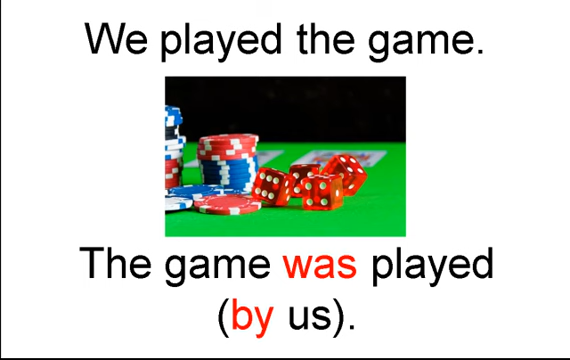 We played the game.
The game was played
(by us).